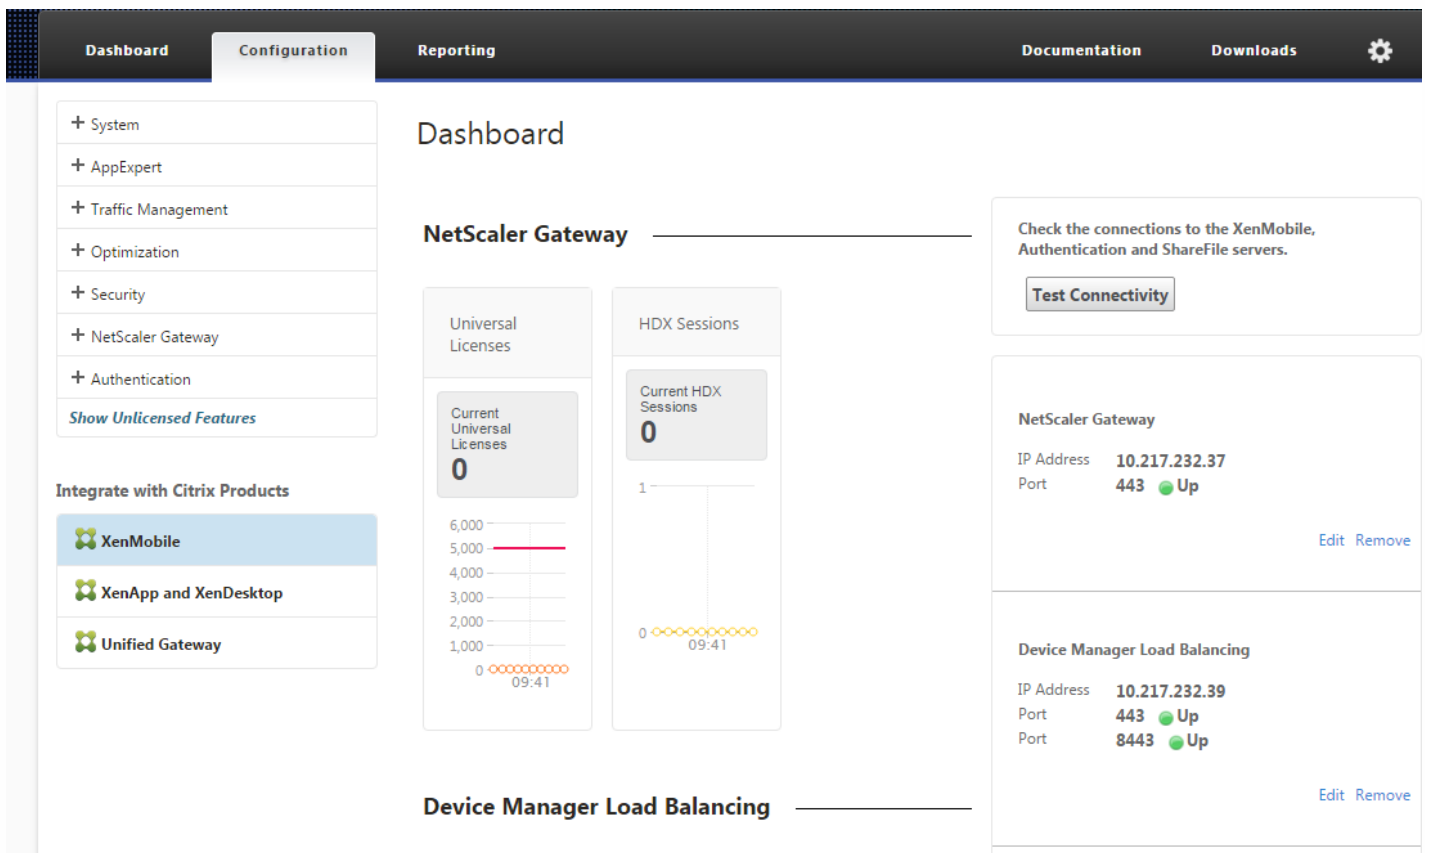 Dashboard
Configuration
Reporting
Documentation
Downloads
+ System
+ AppExpert
+ Traffic Management
+ Optimization
+ Security
+ NetScaler Gateway
+ Authentication
Show Unlicensed Features
Integrate with Citrix Products
XenMobile
XenApp and XenDesktop
Unified Gateway
Dashboard
NetScaler Gateway
Universal
Licenses
Current
Universal
Licenses
0
6,000
5,000
4,000
3,000
2,000
1,000
0
09:41
HDX Sessions
Current HDX
Sessions
0
1
0
09:41
Device Manager Load Balancing
Check the connections to the XenMobile,
Authentication and ShareFile servers.
Test Connectivity
NetScaler Gateway
IP Address 10.217.232.37
Port 443 Up
Edit Remove
Device Manager Load Balancing
IP Address 10.217.232.39
Port 443 Up
Port 8443 Up
Edit Remove